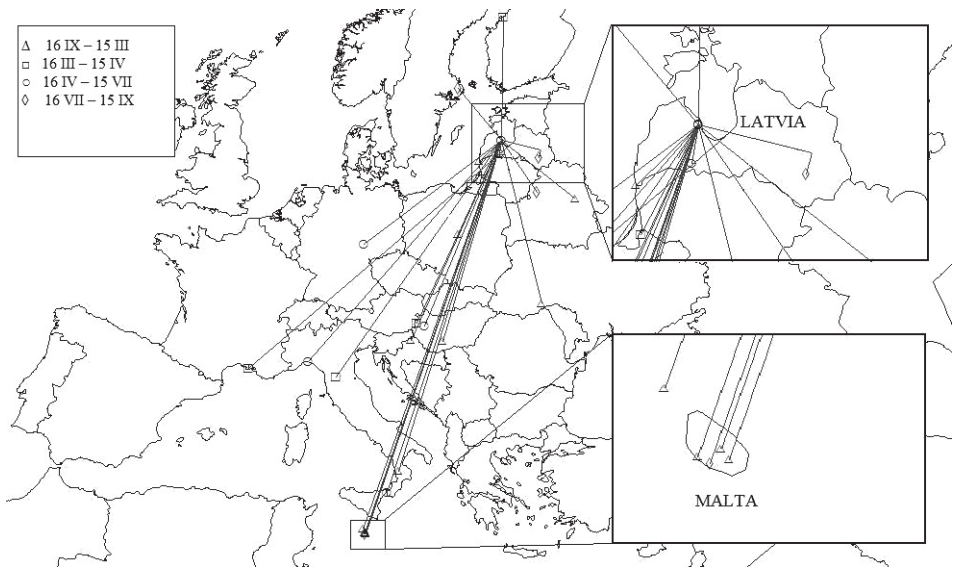 16 IX – 15 III
16 III – 15 IV
16 IV – 15 VII
16 VII – 15 IX
LATVIA
MALTA